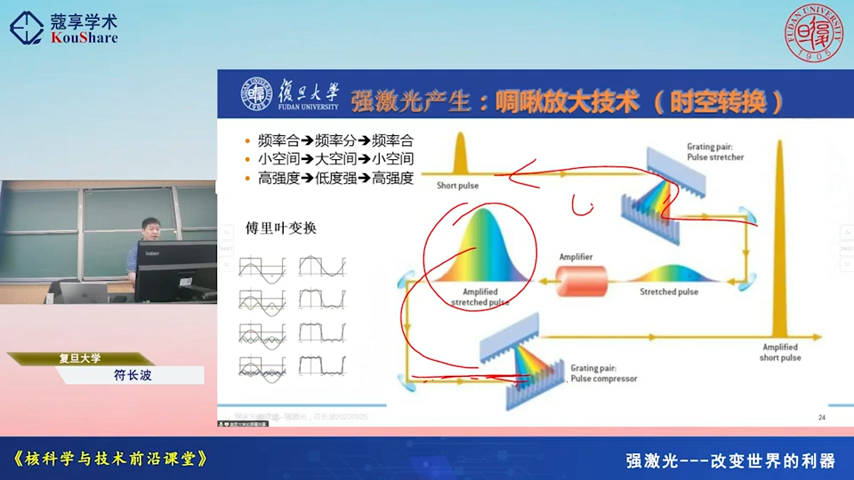 蔻享学术
KouShare
FUDAN UNIVERSITY
1905
復旦大學
FUDAN UNIVERSITY
强激光产生：啁啾放大技术（时空转换）
• 频率合➔频率分➔频率合
• 小空间➔大空间➔小空间
• 高强度➔低度强➔高强度
傅里叶变换
Short pulse
Grating pair:
Pulse stretcher
Amplifier
Stretched pulse
Amplified
stretched pulse
Grating pair:
Pulse compressor
Amplified
short pulse
24
复旦大学
符长波
《核科学与技术前沿课堂》
强激光---改变世界的利器